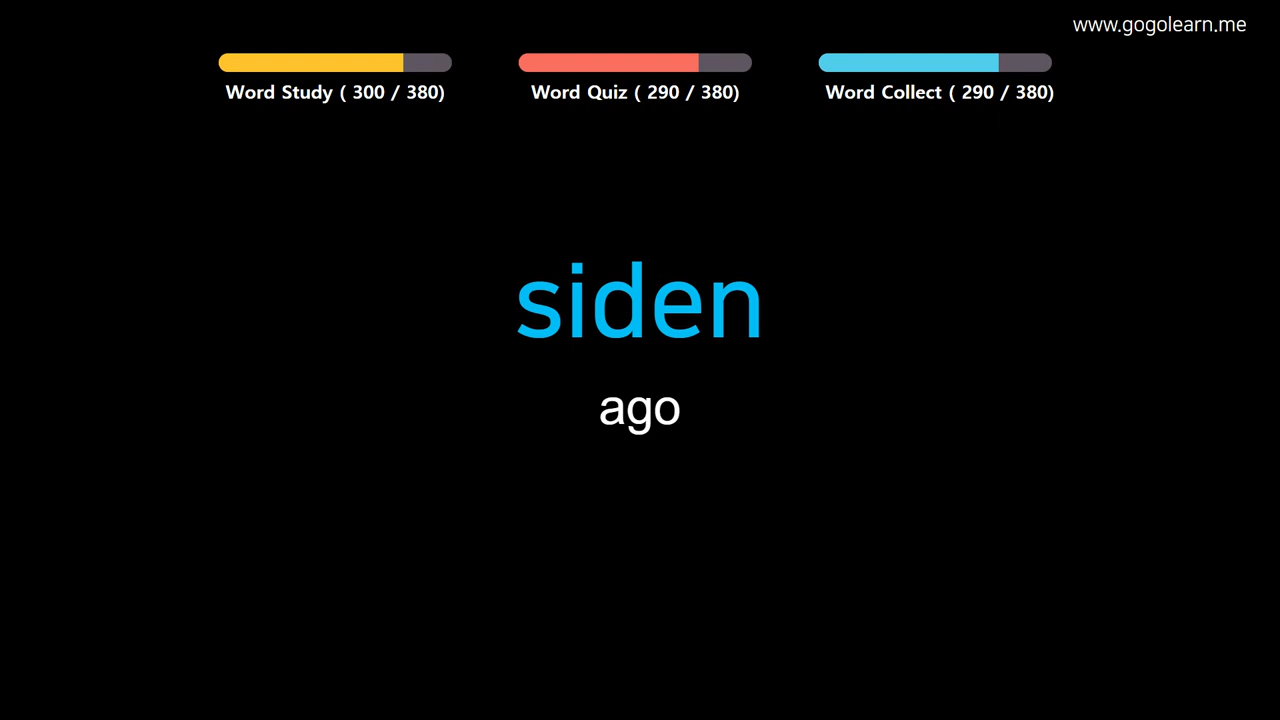 www.gogolearn.me
Word Study ( 300 / 380)
Word Quiz ( 290 / 380)
Word Collect ( 290 / 380)
siden
ago